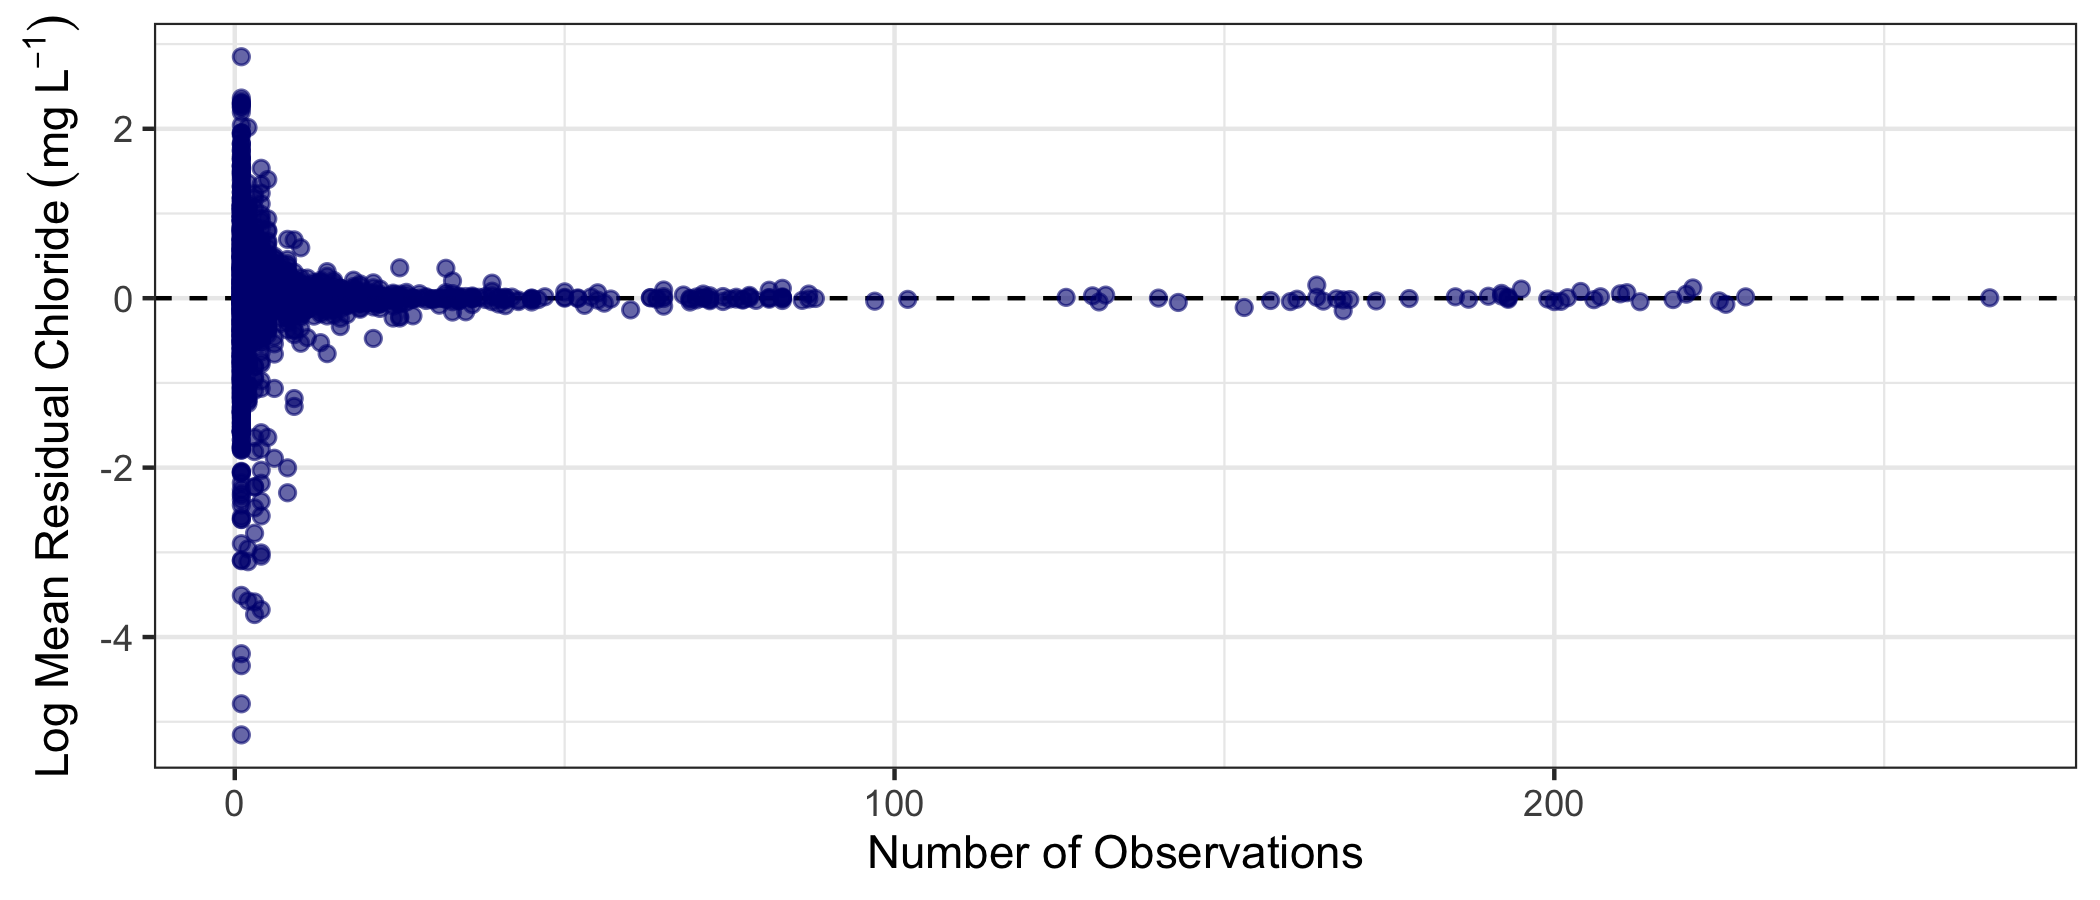 Log Mean Residual Chloride (mg L⁻¹)
2
0
-2
-4
0 100 200
Number of Observations